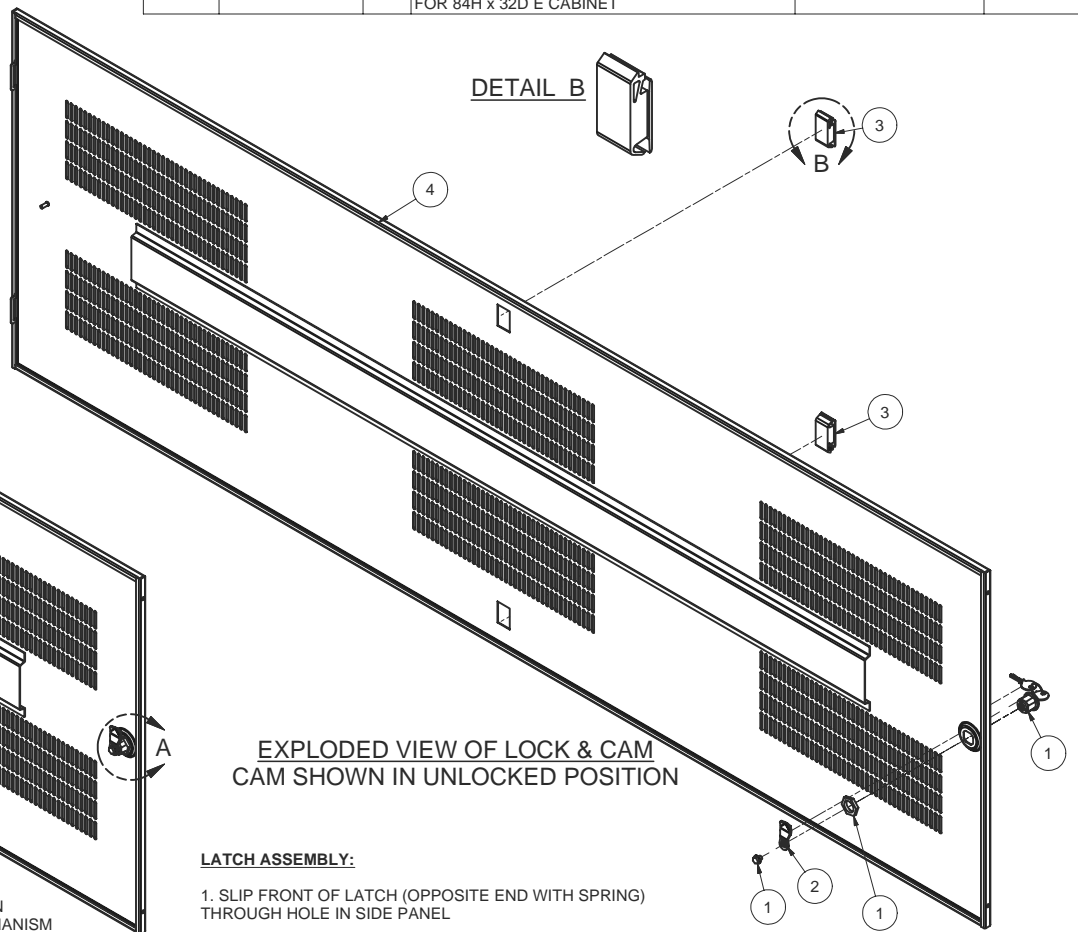 FOR 84H x 32D E CABINET
DETAIL B
3
B
4
3
A
EXPLODED VIEW OF LOCK & CAM
CAM SHOWN IN UNLOCKED POSITION
1
1
2
1
LATCH ASSEMBLY:
1. SLIP FRONT OF LATCH (OPPOSITE END WITH SPRING)
THROUGH HOLE IN SIDE PANEL